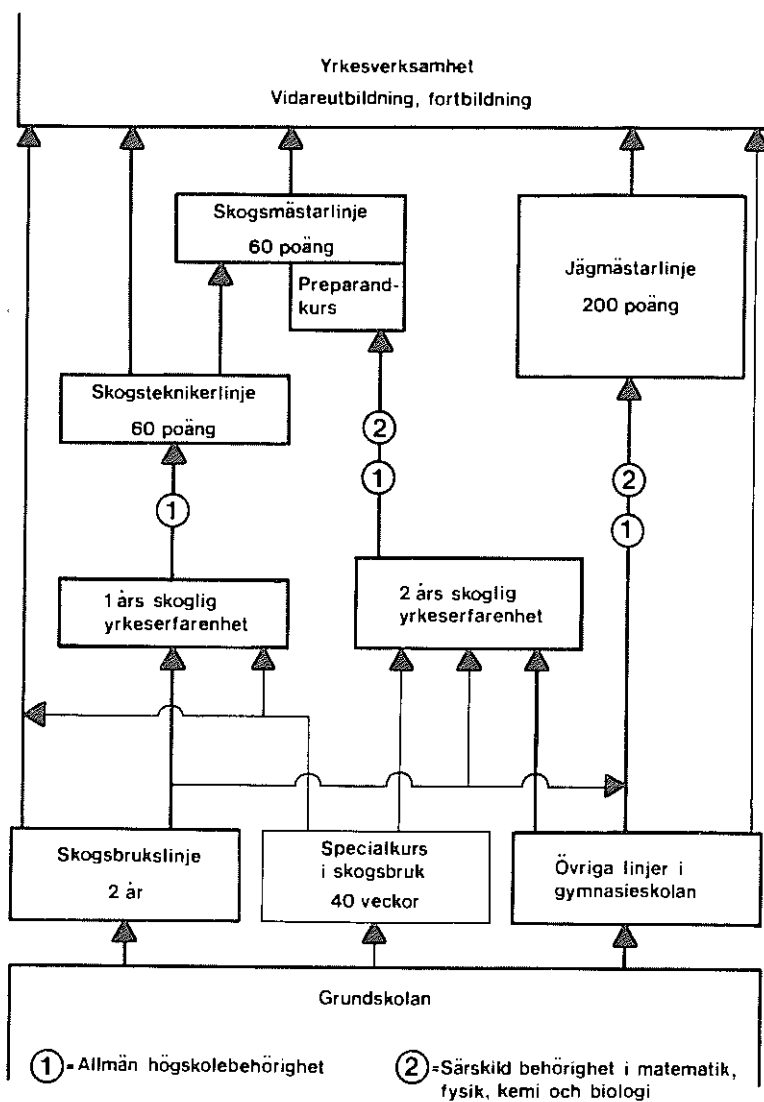 Yrkesverksamhet
Vidareutbildning, fortbildning
Skogsmästarlinje
60 poäng
Preparand-
kurs
Jägmästarlinje
200 poäng
Skogsteknikerlinje
60 poäng
2
1
1
2
1
1 års skoglig
yrkeserfarenhet
2 års skoglig
yrkeserfarenhet
Skogsbrukslinje
2 år
Specialkurs
i skogsbruk
40 veckor
Övriga linjer i
gymnasieskolan
Grundskolan
1 = Allmän högskolebehörighet
2 = Särskild behörighet i matematik,
fysik, kemi och biologi